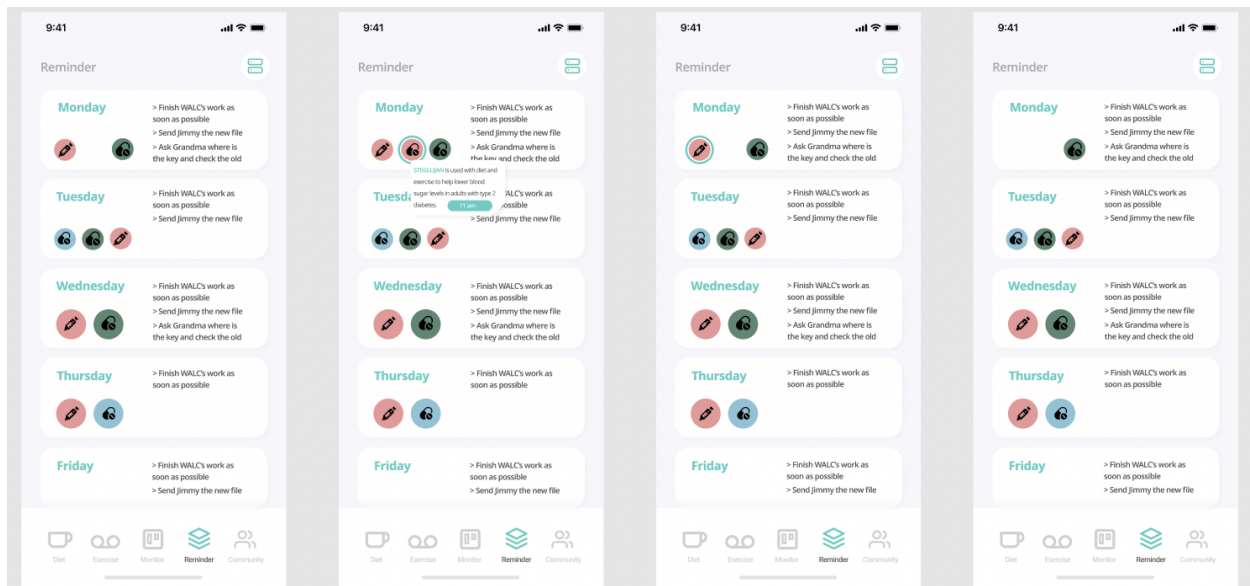 9:41
Reminder
Monday
> Finish WALC's work as
soon as possible
> Send Jimmy the new file
> Ask Grandma where is
the key and check the old
Tuesday
> Finish WALC's work as
soon as possible
> Send Jimmy the new file
Wednesday
> Finish WALC's work as
soon as possible
> Send Jimmy the new file
> Ask Grandma where is
the key and check the old
Thursday
> Finish WALC's work as
soon as possible
Friday
> Finish WALC's work as
soon as possible
> Send Jimmy the new file
Diet Exercise Monitor Reminder Community
9:41
Reminder
Monday
> Finish WALC's work as
soon as possible
> Send Jimmy the new file
> Ask Grandma where is
the key and check the old
STEGLUJAN is used with diet and
exercise to help lower blood
sugar levels in adults with type 2
diabetes. 11 am
WALC's work as
possible
> Send Jimmy the new file
Wednesday
> Finish WALC's work as
soon as possible
> Send Jimmy the new file
> Ask Grandma where is
the key and check the old
Thursday
> Finish WALC's work as
soon as possible
Friday
> Finish WALC's work as
soon as possible
> Send Jimmy the new file
Diet Exercise Monitor Reminder Community
9:41
Reminder
Monday
> Finish WALC's work as
soon as possible
> Send Jimmy the new file
> Ask Grandma where is
the key and check the old
Tuesday
> Finish WALC's work as
soon as possible
> Send Jimmy the new file
Wednesday
> Finish WALC's work as
soon as possible
> Send Jimmy the new file
> Ask Grandma where is
the key and check the old
Thursday
> Finish WALC's work as
soon as possible
Friday
> Finish WALC's work as
soon as possible
> Send Jimmy the new file
Diet Exercise Monitor Reminder Community
9:41
Reminder
Monday
> Finish WALC's work as
soon as possible
> Send Jimmy the new file
> Ask Grandma where is
the key and check the old
Tuesday
> Finish WALC's work as
soon as possible
> Send Jimmy the new file
Wednesday
> Finish WALC's work as
soon as possible
> Send Jimmy the new file
> Ask Grandma where is
the key and check the old
Thursday
> Finish WALC's work as
soon as possible
Friday
> Finish WALC's work as
soon as possible
> Send Jimmy the new file
Diet Exercise Monitor Reminder Community